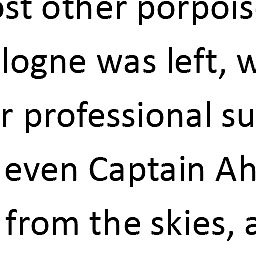 ost other porpois
logne was left, w
r professional su
even Captain Ah
from the skies, a